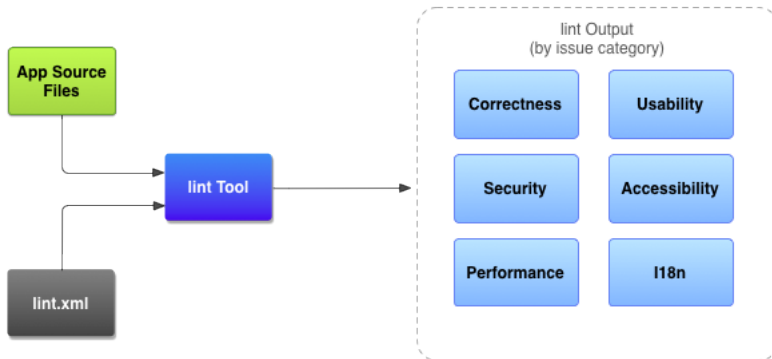 App Source
Files
lint Tool
lint.xml
lint Output
(by issue category)
Correctness
Usability
Security
Accessibility
Performance
I18n